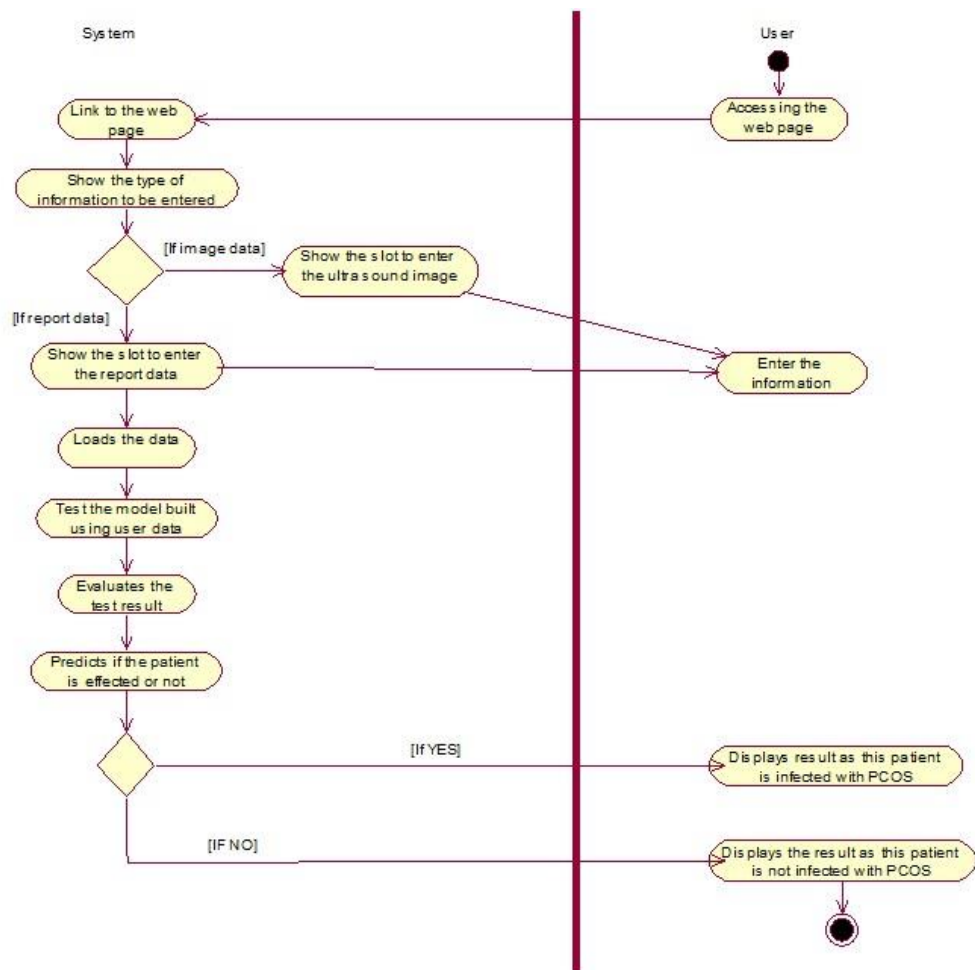 System
User
Link to the web
page
Accessing the
web page
Show the type of
information to be entered
[If image data]
Show the slot to enter
the ultrasound image
[If report data]
Show the slot to enter
the report data
Enter the
information
Loads the data
Test the model built
using user data
Evaluates the
test result
Predicts if the patient
is effected or not
[If YES]
Displays result as this patient
is infected with PCOS
[IF NO]
Displays the result as this patient
is not infected with PCOS